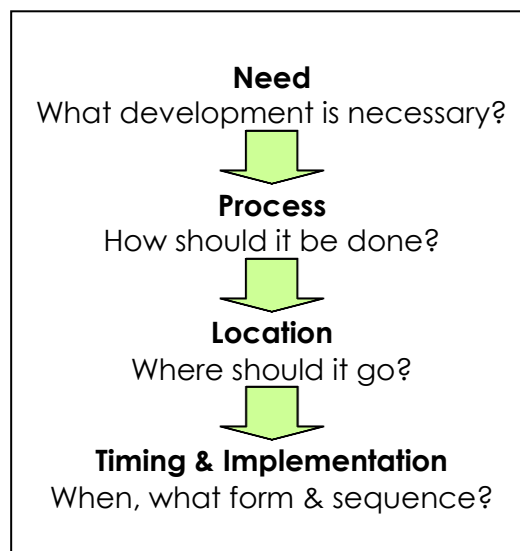 Need
What development is necessary?
Process
How should it be done?
Location
Where should it go?
Timing & Implementation
When, what form & sequence?